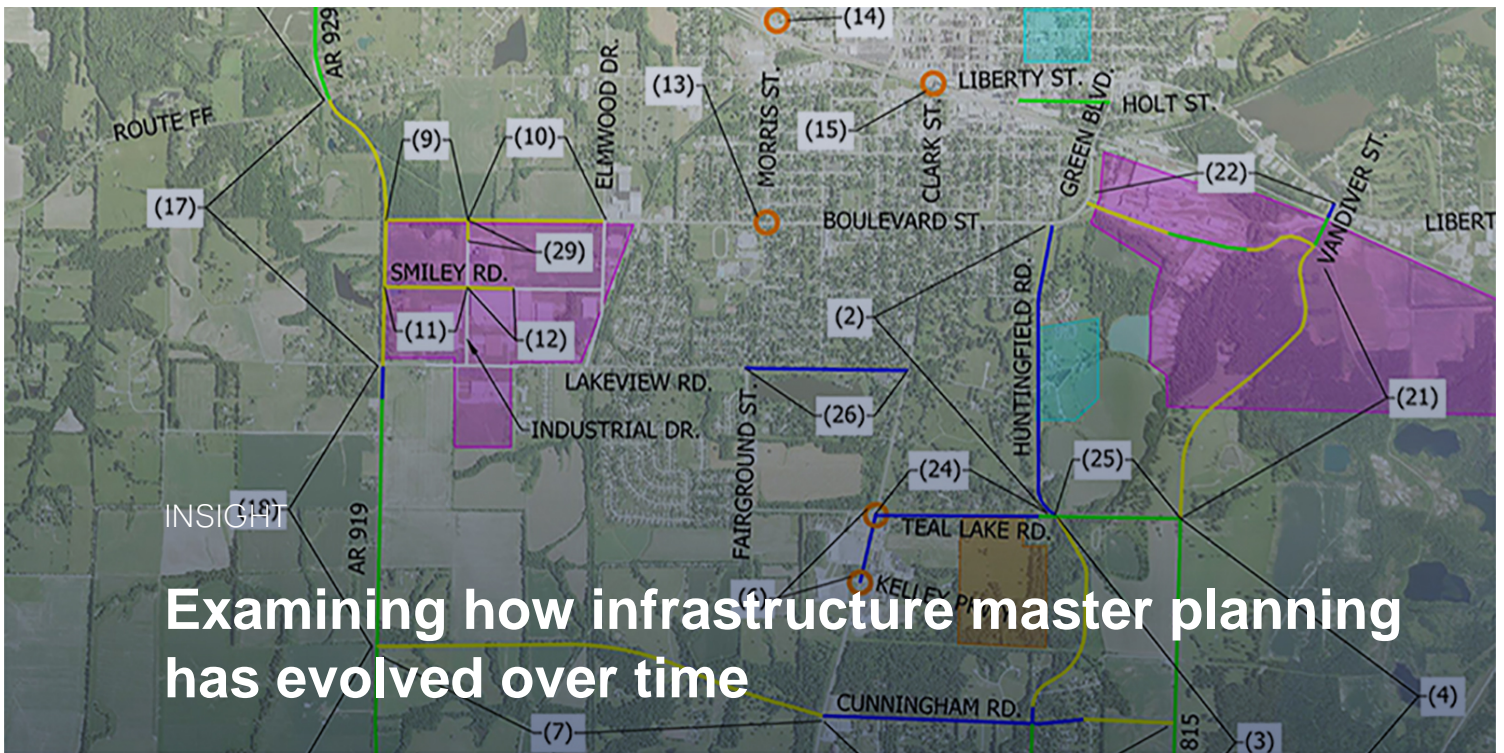 AR 929
(14)
LIBERTY ST.
HOLT ST.
(13)
ROUTE FF
(9)
(10)
ELMWOOD DR.
MORRIS ST.
(15)
CLARK ST.
GREEN BLVD.
(22)
VANDIVER ST.
(17)
BOULEVARD ST.
LIBERT
(29)
SMILEY RD.
(11)
(12)
(2)
HUNTINGFIELD RD.
LAKEVIEW RD.
(26)
(21)
INDUSTRIAL DR.
FAIRGROUND ST.
(24)
(25)
(18)
INSIGHT
AR 919
TEAL LAKE RD.
Examining how infrastructure master planning
has evolved over time
CUNNINGHAM RD.
(4)
(7)
815
(3)